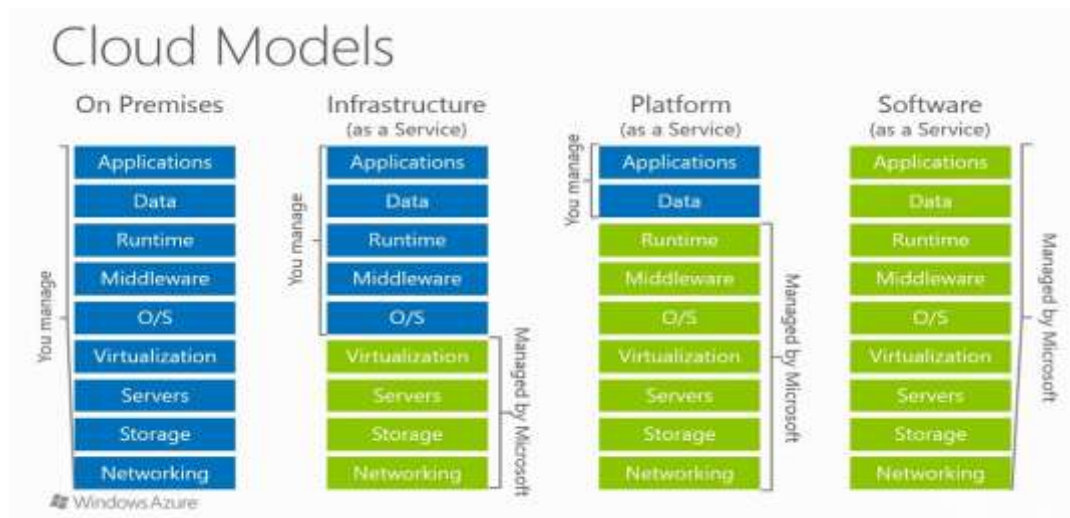 Cloud Models
On Premises
You manage
Applications
Data
Runtime
Middleware
O/S
Virtualization
Servers
Storage
Networking
Infrastructure
(as a Service)
You manage
Applications
Data
Runtime
Middleware
O/S
Virtualization
Servers
Storage
Networking
Managed by Microsoft
Platform
(as a Service)
You manage
Applications
Data
Runtime
Middleware
O/S
Virtualization
Servers
Storage
Networking
Managed by Microsoft
Software
(as a Service)
Applications
Data
Runtime
Middleware
O/S
Virtualization
Servers
Storage
Networking
Managed by Microsoft
Windows Azure